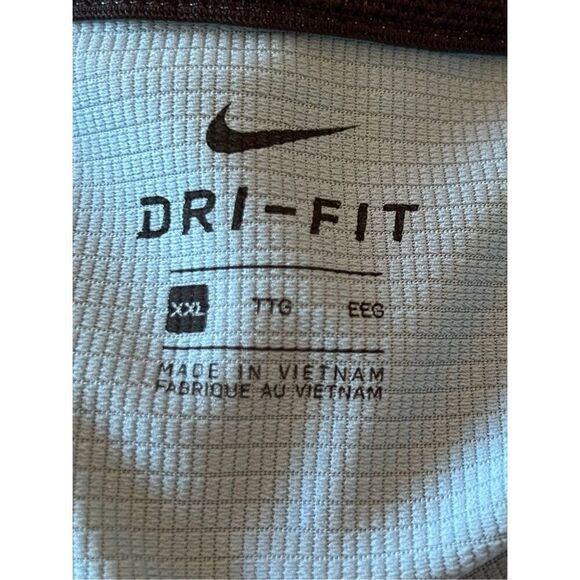 DRI-FIT
XXL TTG EEG
MADE IN VIETNAM
FABRIQUE AU VIETNAM